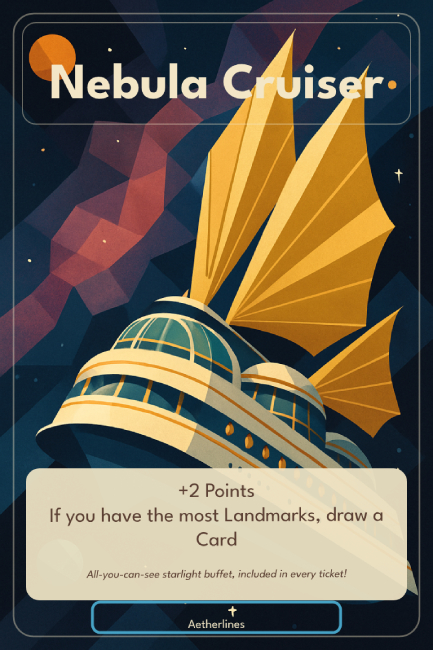 Nebula Cruiser
+2 Points
If you have the most Landmarks, draw a
Card
All-you-can-see starlight buffet, included in every ticket!
Aetherlines